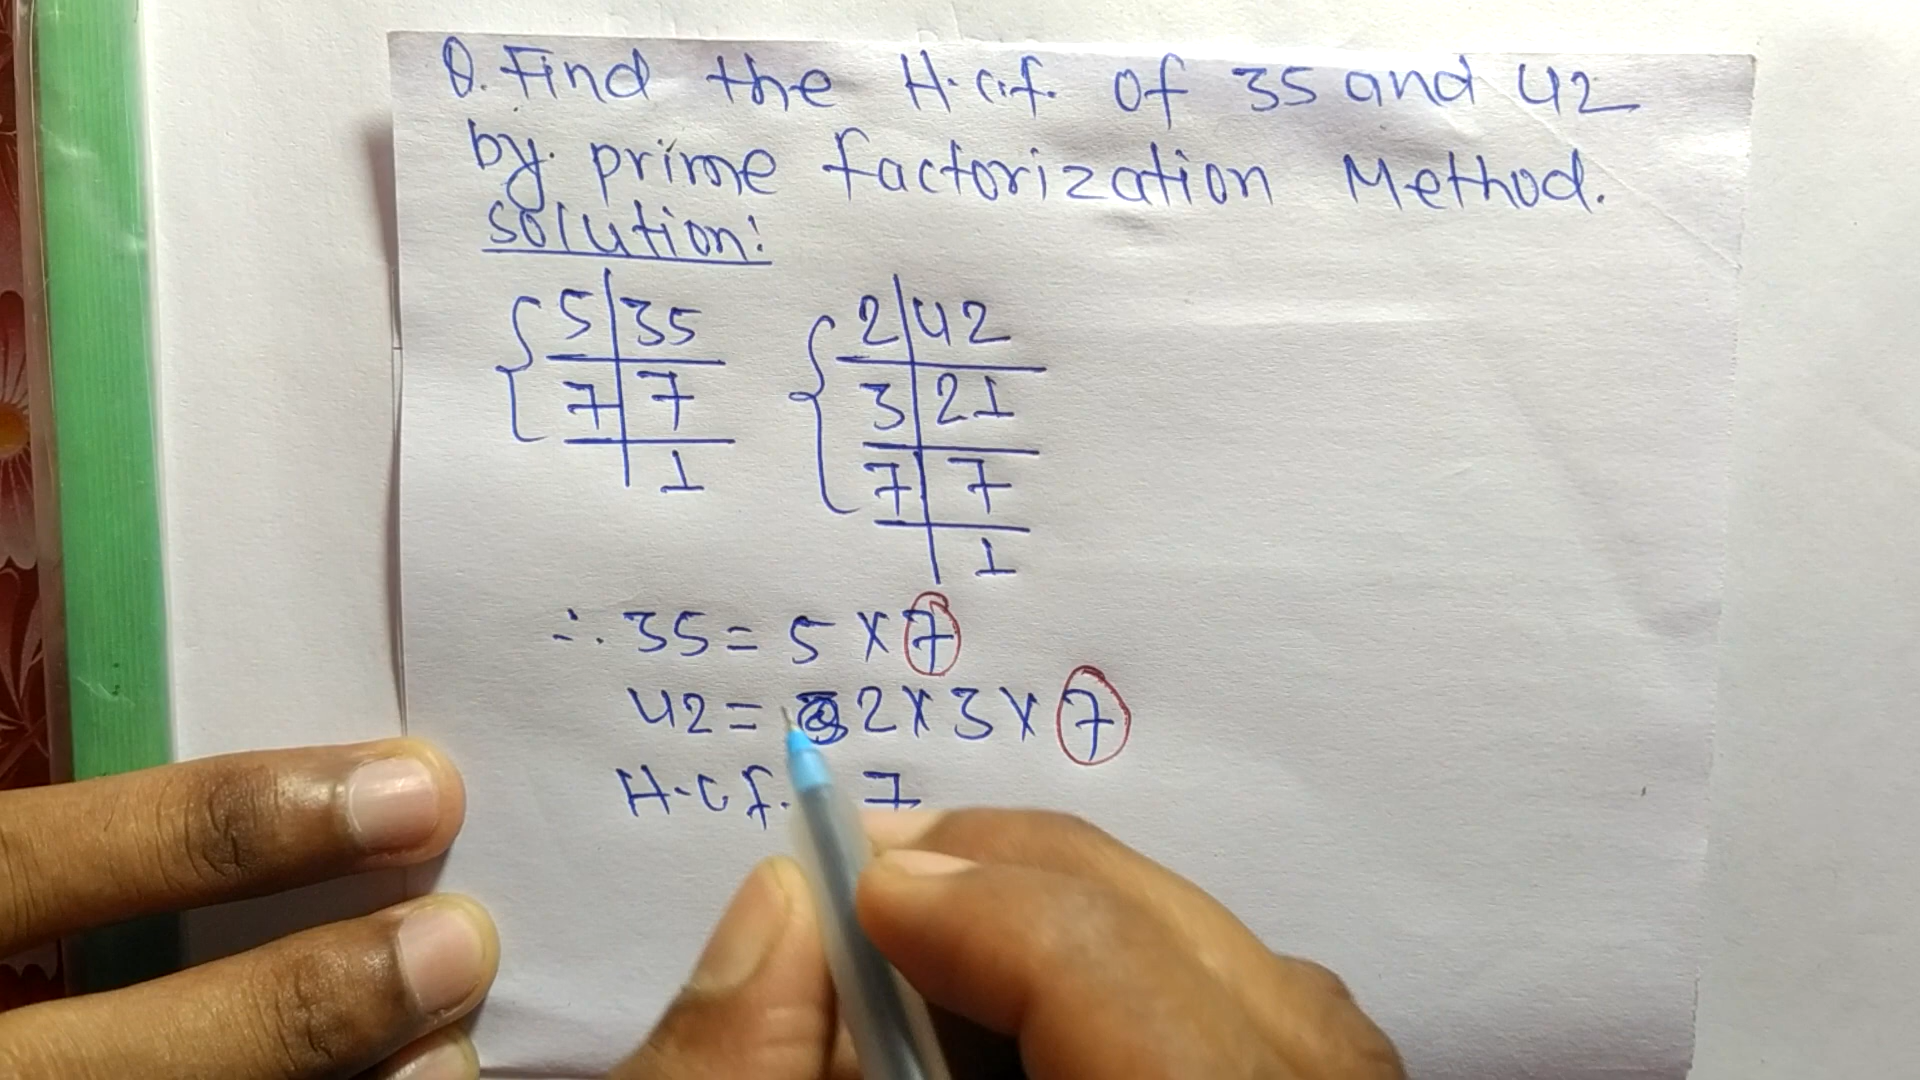 Q. Find the H.C.f. of 35 and 42
by prime factorization Method.
Solution:
5 | 35
7 | 7
1
2 | 42
3 | 21
7 | 7
1
∴ 35 = 5 × 7
42 = 2 × 3 × 7
H.C.f. 7